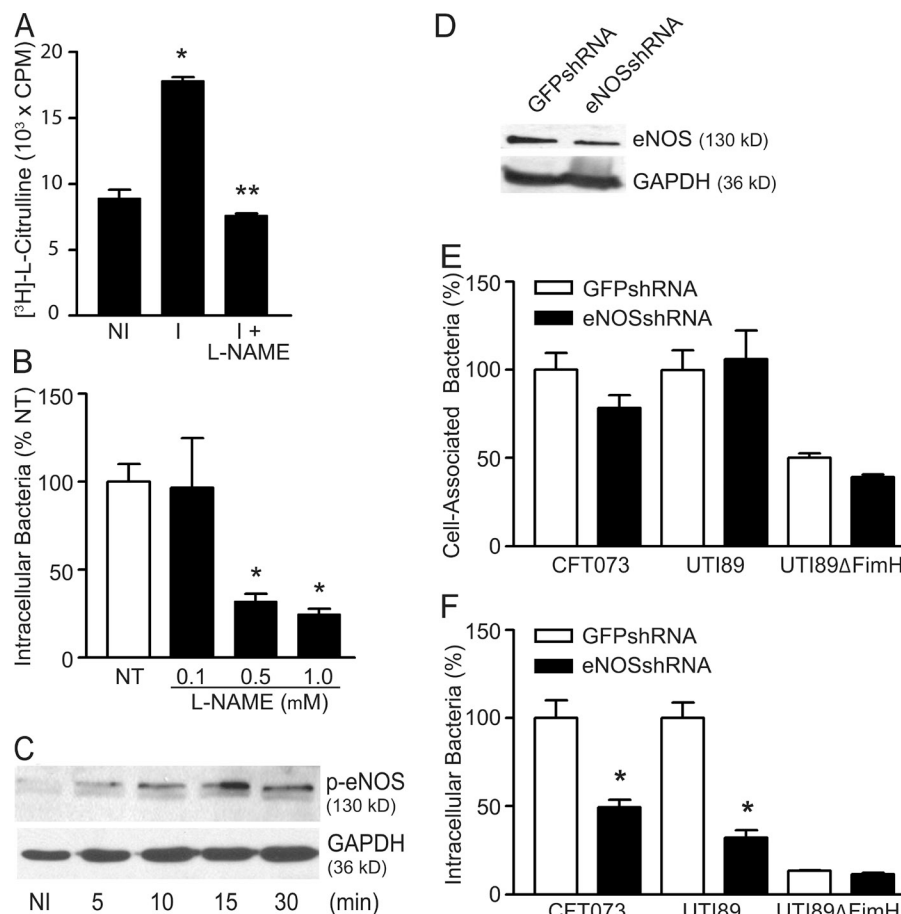 A
[³H]-L-Citrulline (10³ x CPM)
20
15
10
5
0
*
**
NI
I
I +
L-NAME
B
Intracellular Bacteria (% NT)
150
100
50
0
*
*
NT
0.1
0.5
1.0
L-NAME (mM)
C
p-eNOS
(130 kD)
GAPDH
(36 kD)
NI
5
10
15
30
(min)
D
GFPshRNA
eNOSshRNA
eNOS (130 kD)
GAPDH (36 kD)
E
Cell-Associated Bacteria (%)
150
100
50
0
GFPshRNA
eNOSshRNA
CFT073
UTI89
UTI89ΔFimH
F
Intracellular Bacteria (%)
150
100
50
0
GFPshRNA
eNOSshRNA
*
*
CFT073
UTI89
UTI89ΔFimH